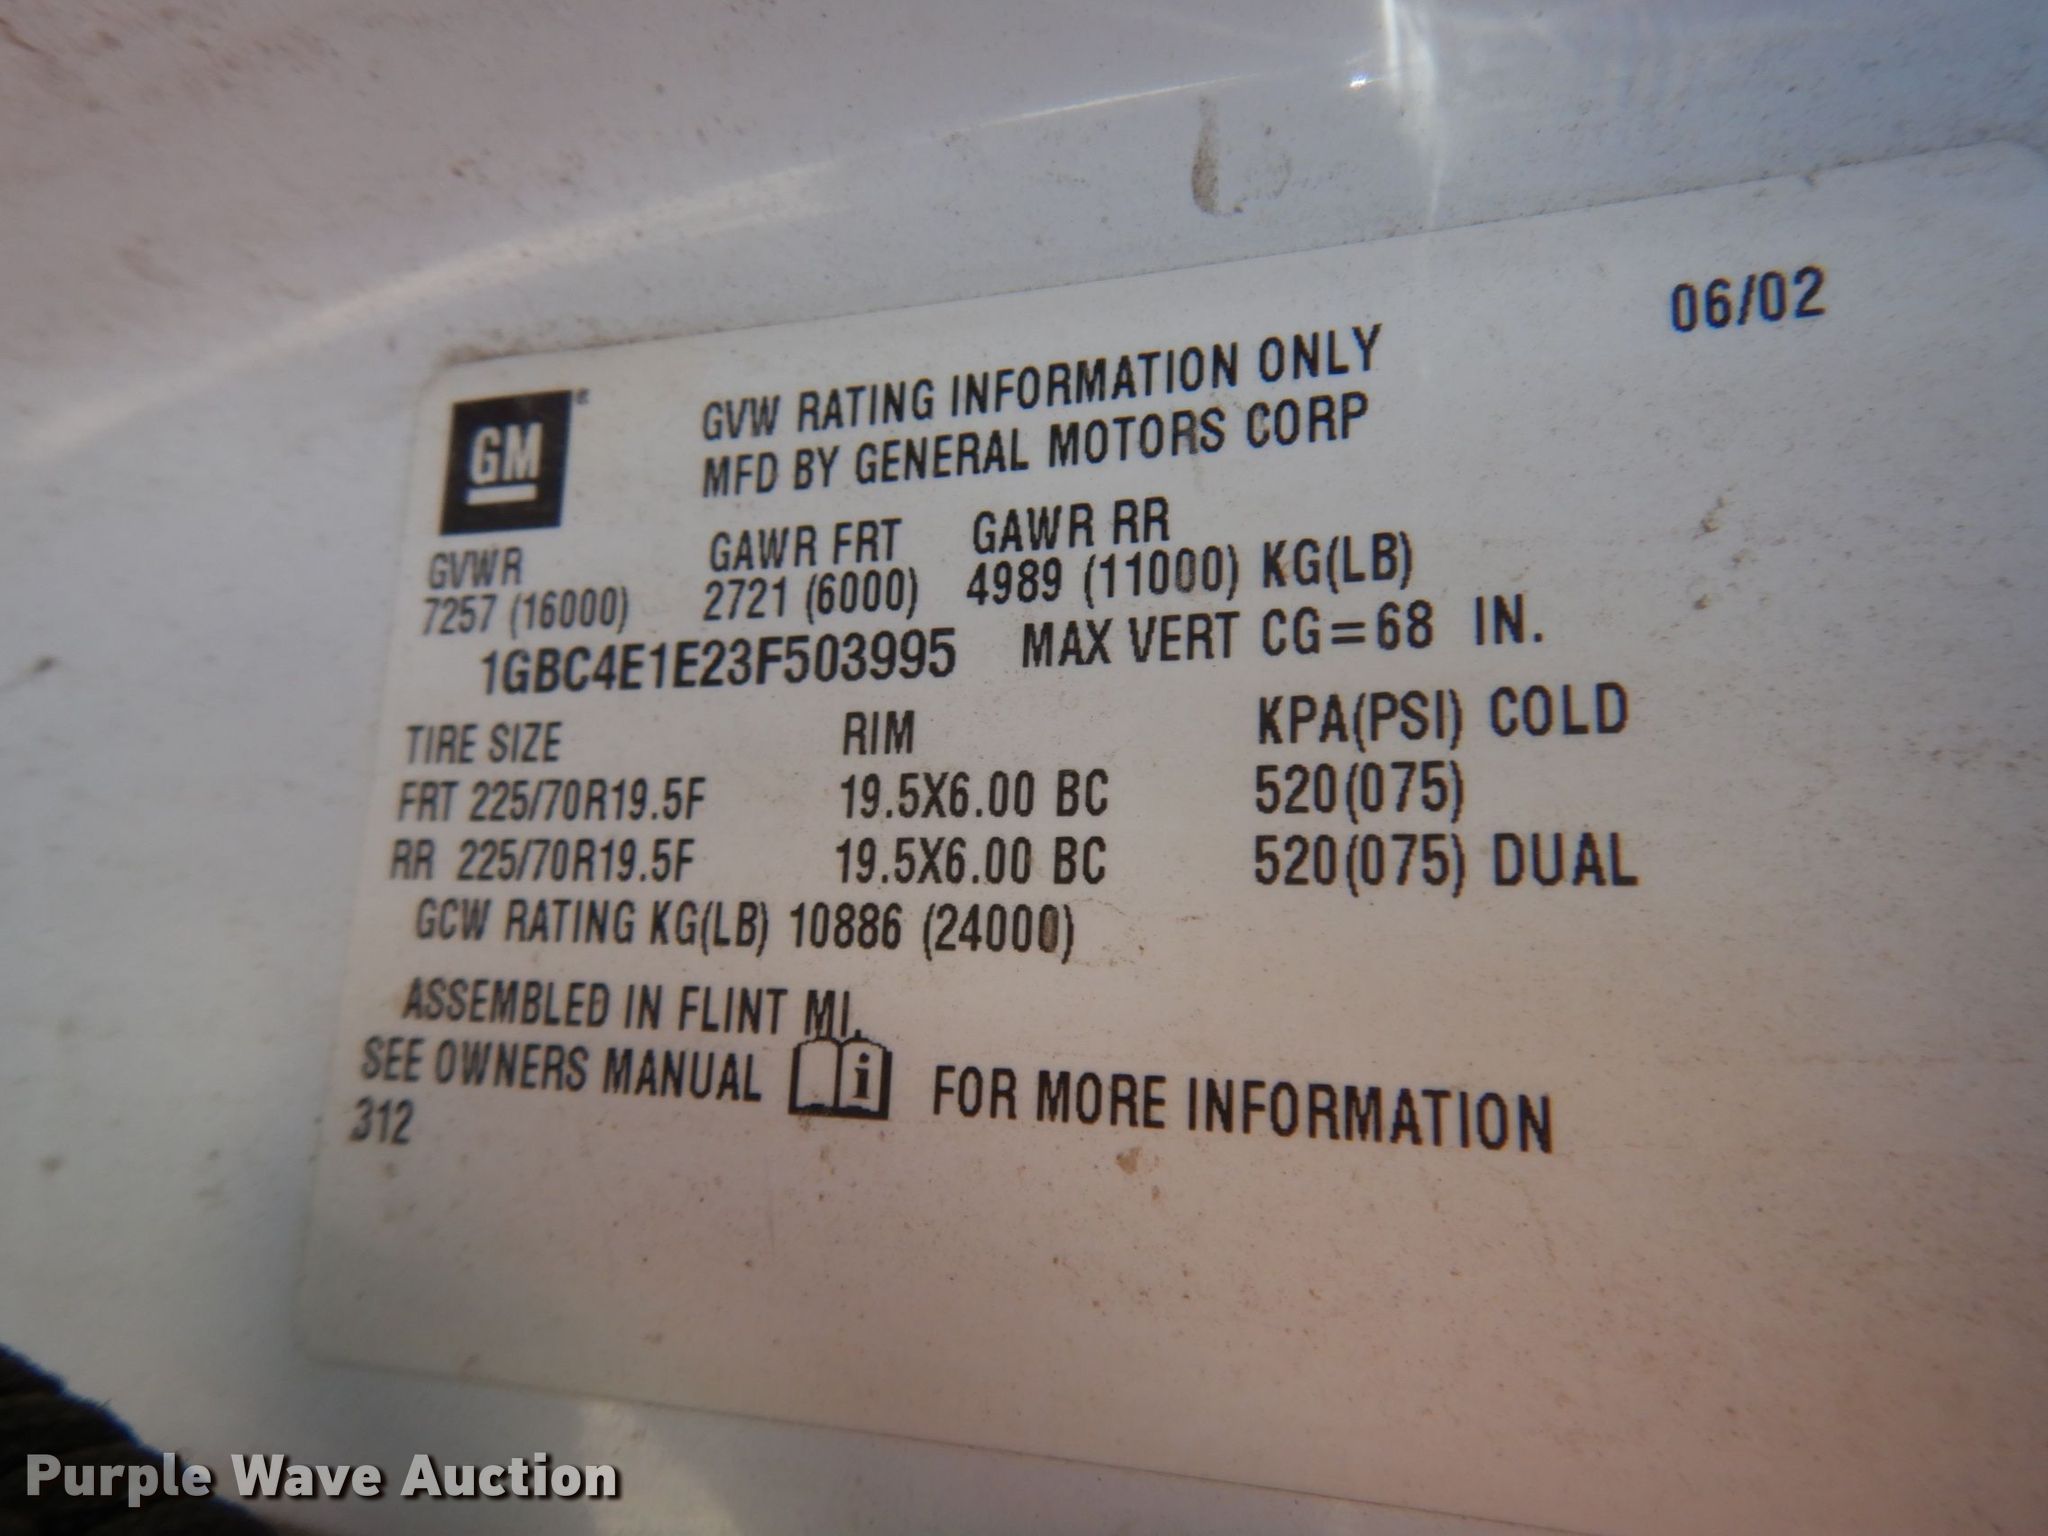 06/02
GM®
GVW RATING INFORMATION ONLY
MFD BY GENERAL MOTORS CORP
GVWR GAWR FRT GAWR RR
7257 (16000) 2721 (6000) 4989 (11000) KG(LB)
1GBC4E1E23F503995 MAX VERT CG=68 IN.
TIRE SIZE RIM KPA(PSI) COLD
FRT 225/70R19.5F 19.5X6.00 BC 520(075)
RR 225/70R19.5F 19.5X6.00 BC 520(075) DUAL
GCW RATING KG(LB) 10886 (24000)
ASSEMBLED IN FLINT MI.
SEE OWNERS MANUAL i FOR MORE INFORMATION
312
Purple Wave Auction